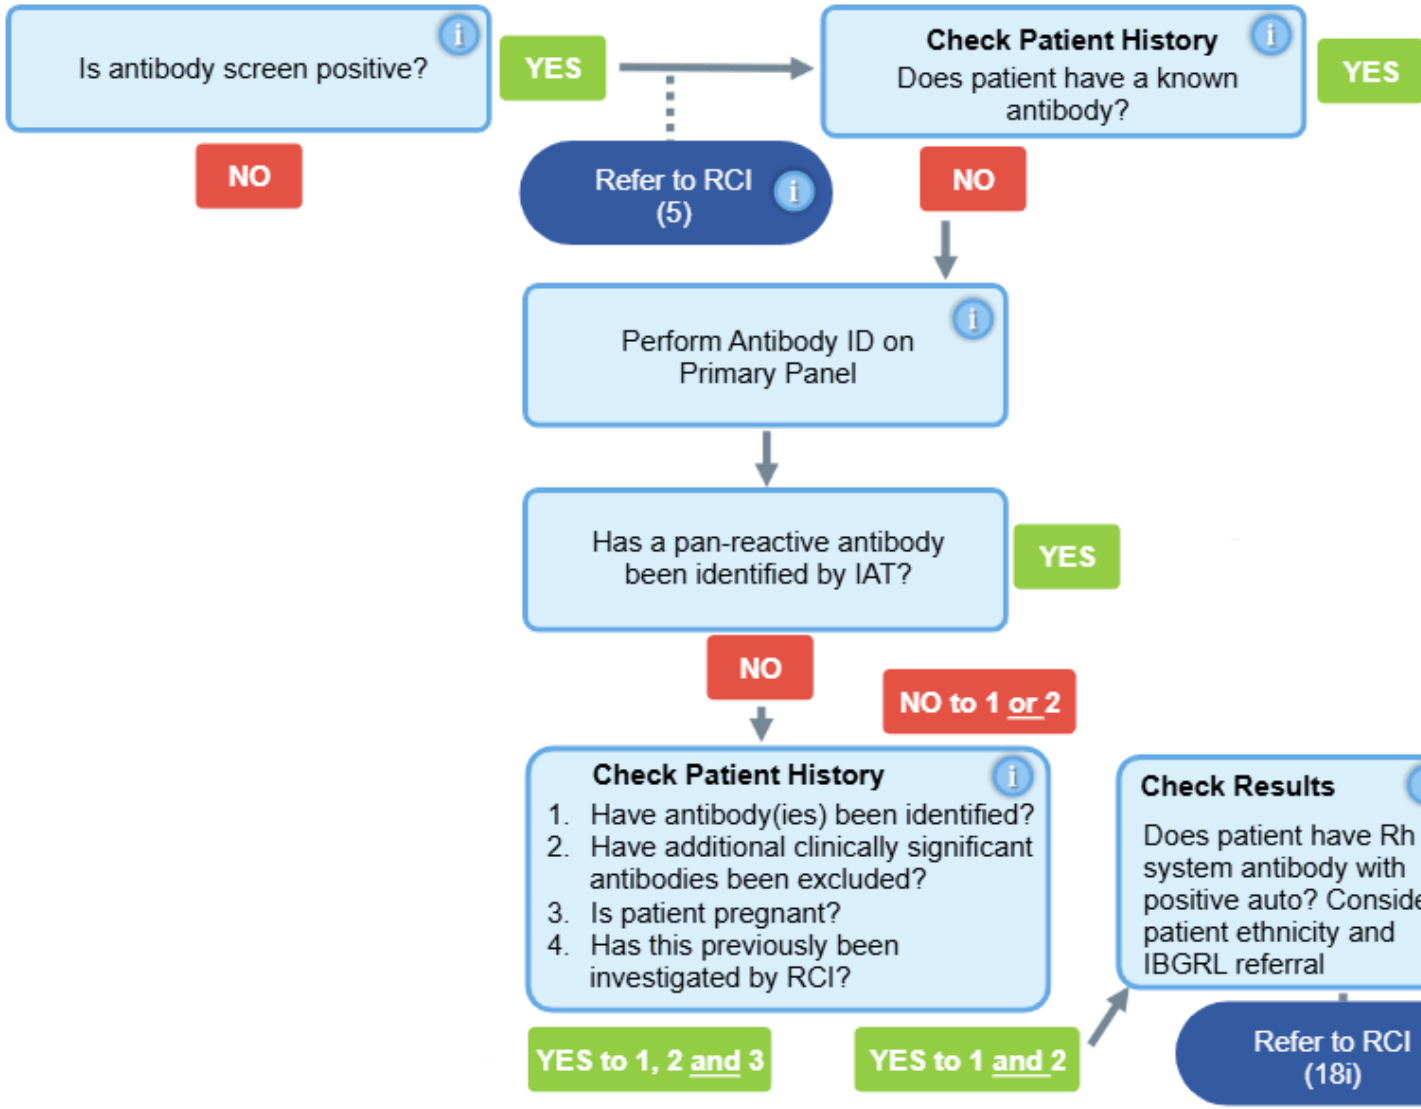 Is antibody screen positive?
i
YES
Check Patient History
i
Does patient have a known
antibody?
YES
NO
Refer to RCI
(5)
i
NO
Perform Antibody ID on
Primary Panel
i
Has a pan-reactive antibody
been identified by IAT?
YES
NO
NO to 1 or 2
Check Patient History
i
1. Have antibody(ies) been identified?
2. Have additional clinically significant
antibodies been excluded?
3. Is patient pregnant?
4. Has this previously been
investigated by RCI?
YES to 1, 2 and 3
YES to 1 and 2
Check Results
Does patient have Rh
system antibody with
positive auto?
patient ethnicity and
IBGRL referral
Refer to RCI
(18i)